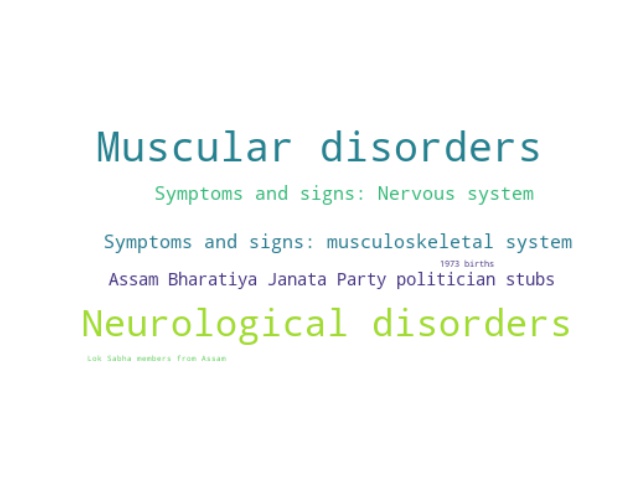 Muscular disorders
Symptoms and signs: Nervous system
Symptoms and signs: musculoskeletal system
1973 births
Assam Bharatiya Janata Party politician stubs
Neurological disorders
Lok Sabha members from Assam